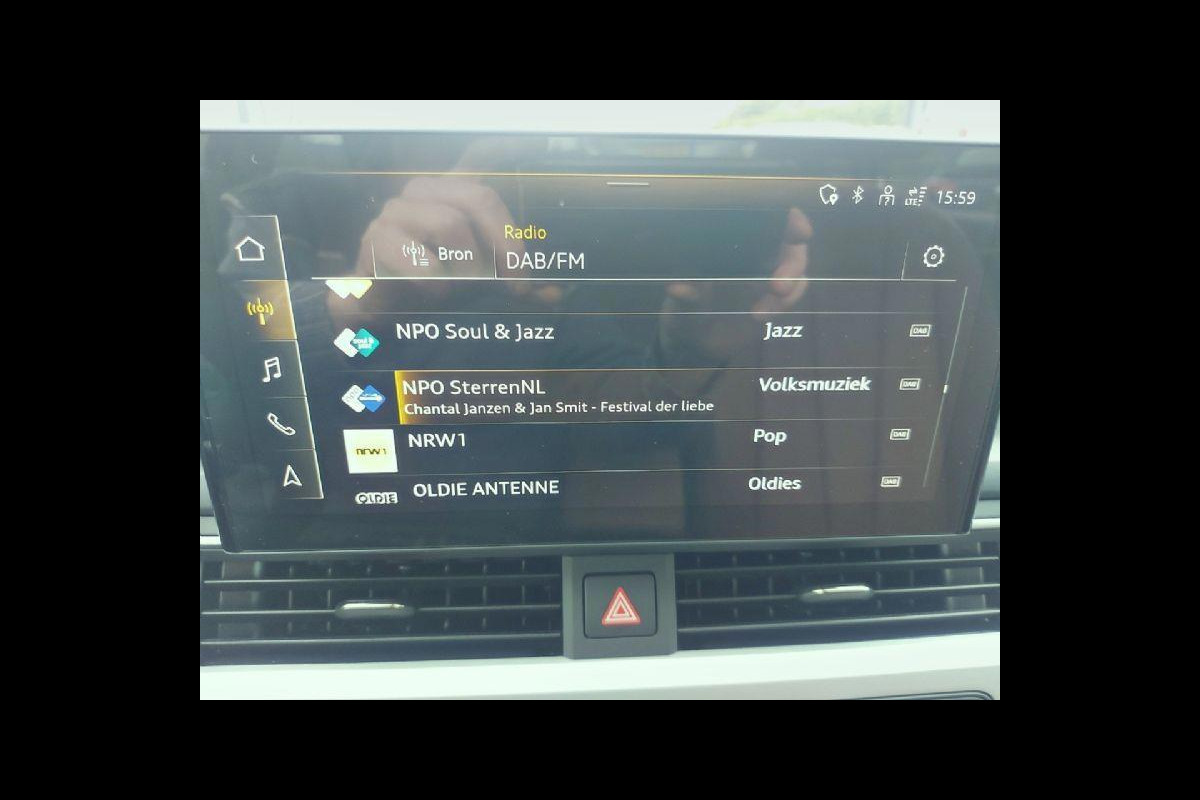 LTE 15:59
Radio
Bron DAB/FM
NPO Soul & Jazz Jazz DAB
NPO SterrenNL Volksmuziek DAB
Chantal Janzen & Jan Smit - Festival der liebe
NRW1 NRW1 Pop DAB
OLDIE OLDIE ANTENNE Oldies DAB